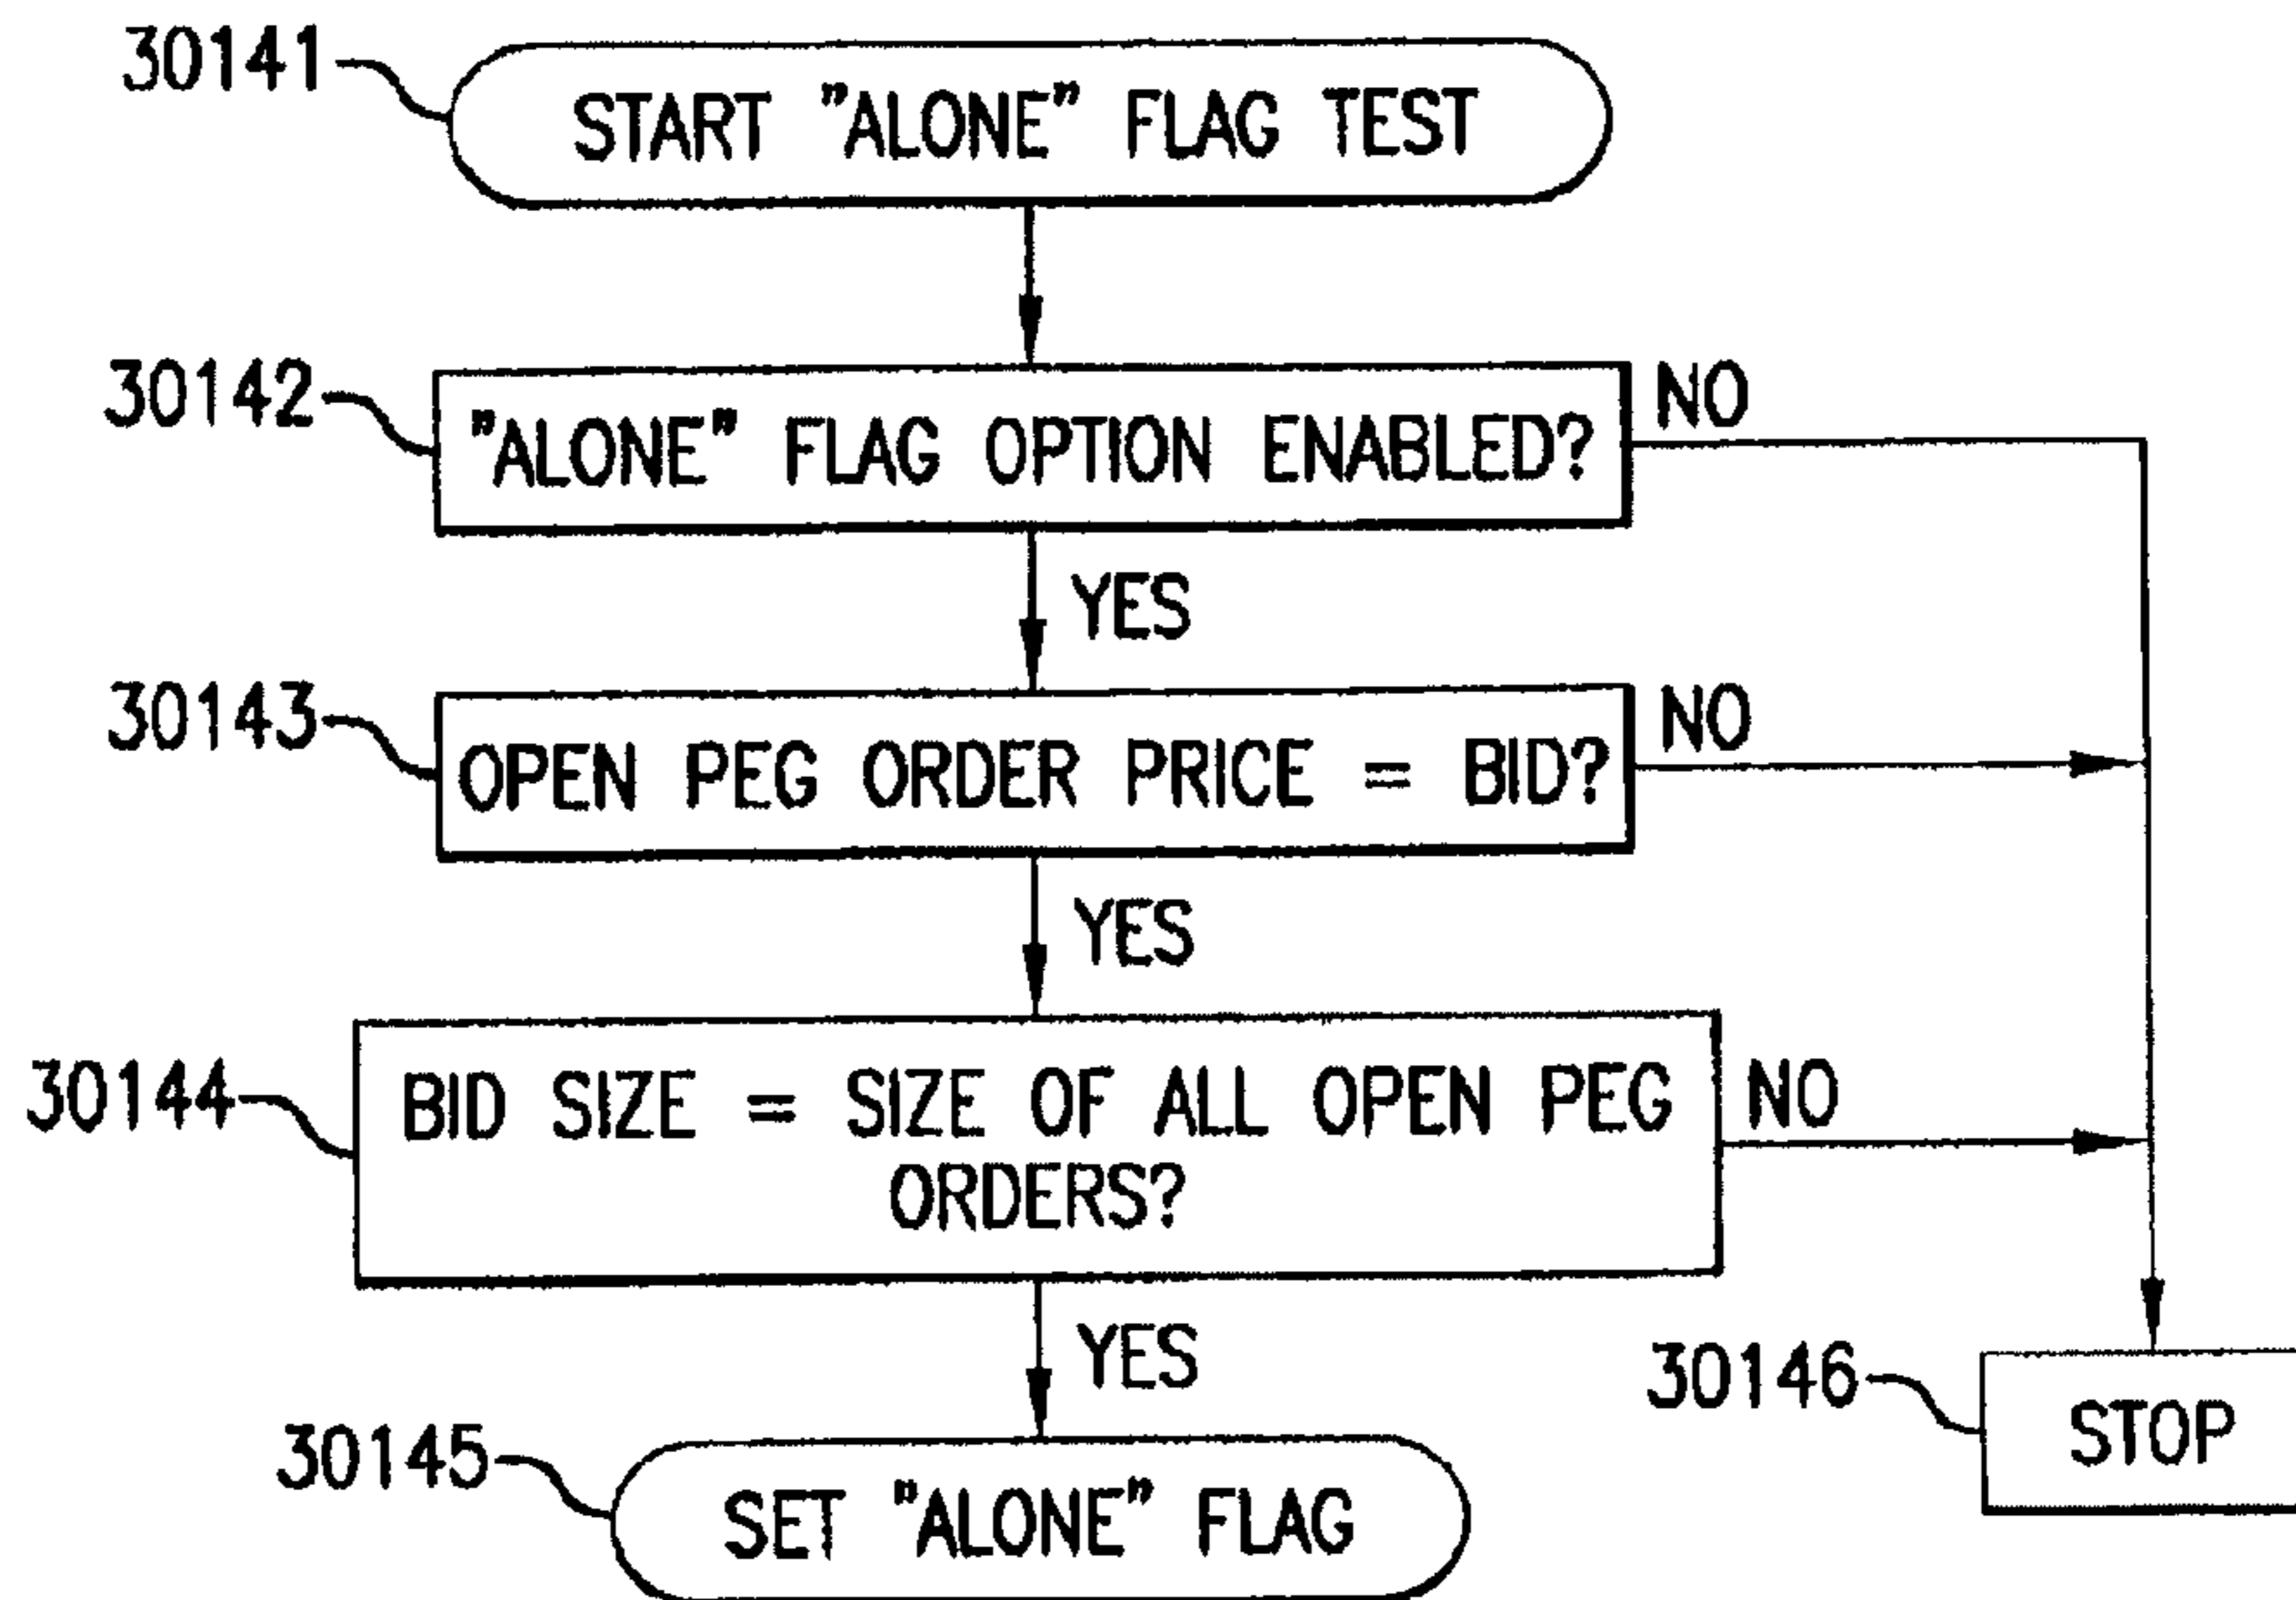 30141
START "ALONE" FLAG TEST
30142
"ALONE" FLAG OPTION ENABLED?
NO
YES
30143
OPEN PEG ORDER PRICE = BID?
NO
YES
30144
BID SIZE = SIZE OF ALL OPEN PEG
ORDERS?
NO
YES
30145
SET "ALONE" FLAG
30146
STOP